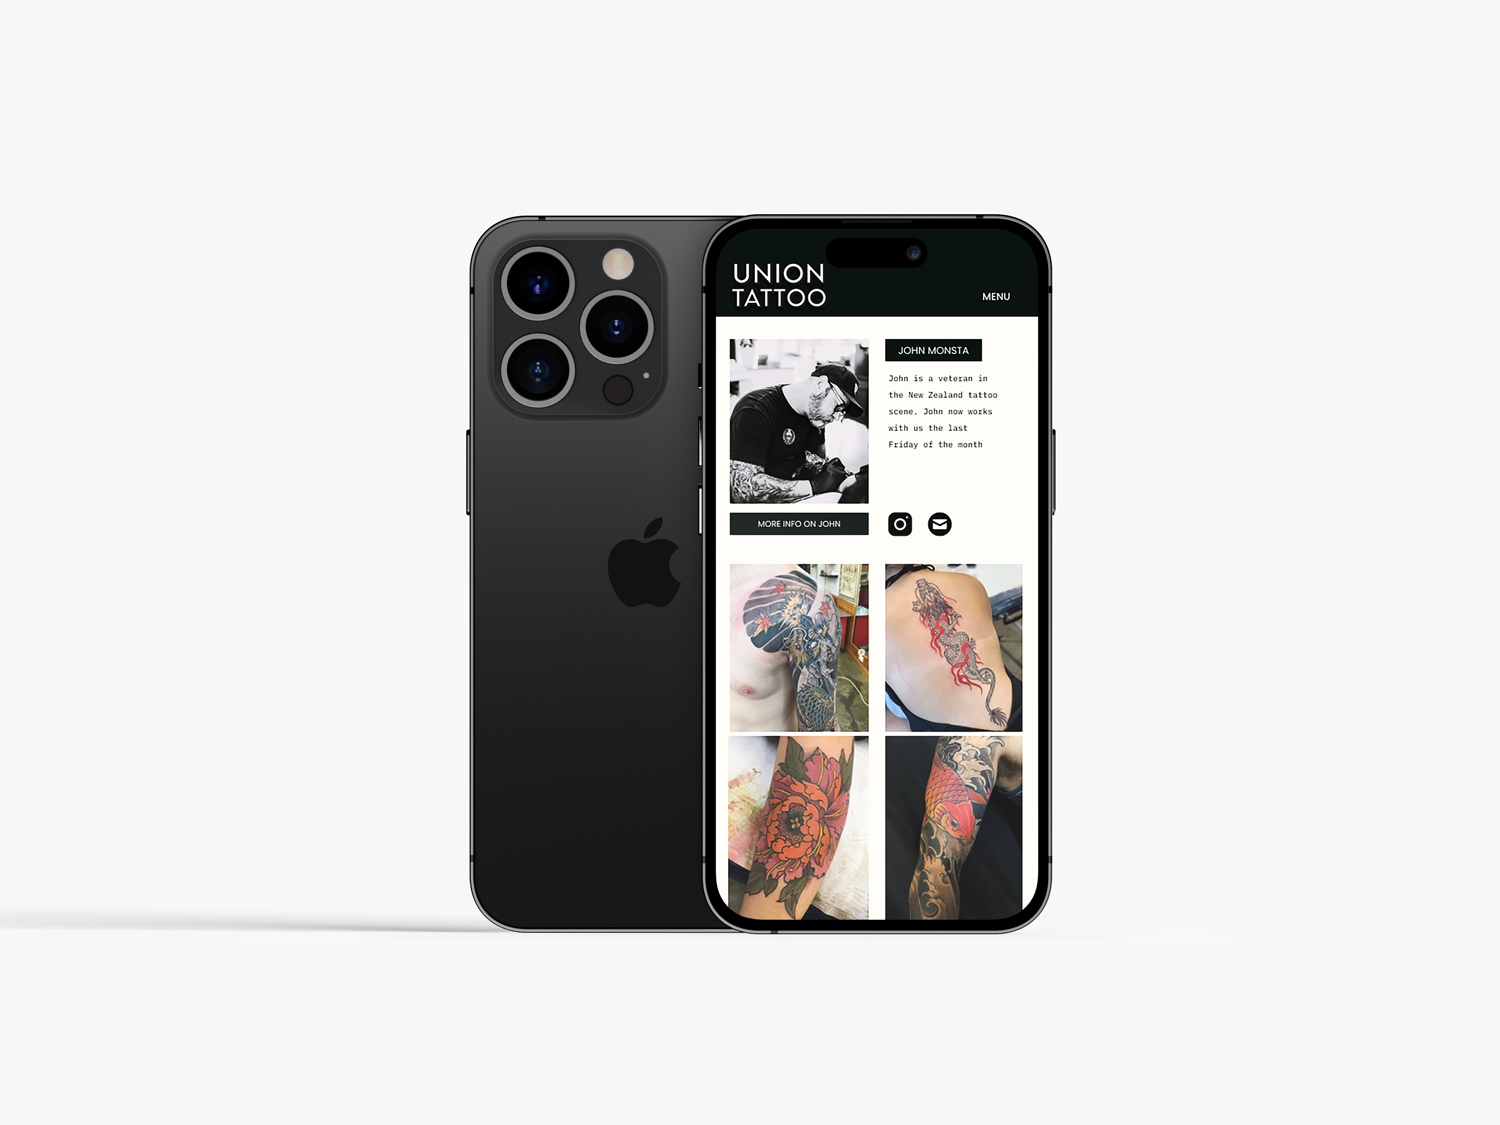 UNION
TATTOO
MENU
JOHN MONSTA
John is a veteran in
the New Zealand tattoo
scene. John now works
with us the last
Friday of the month
MORE INFO ON JOHN